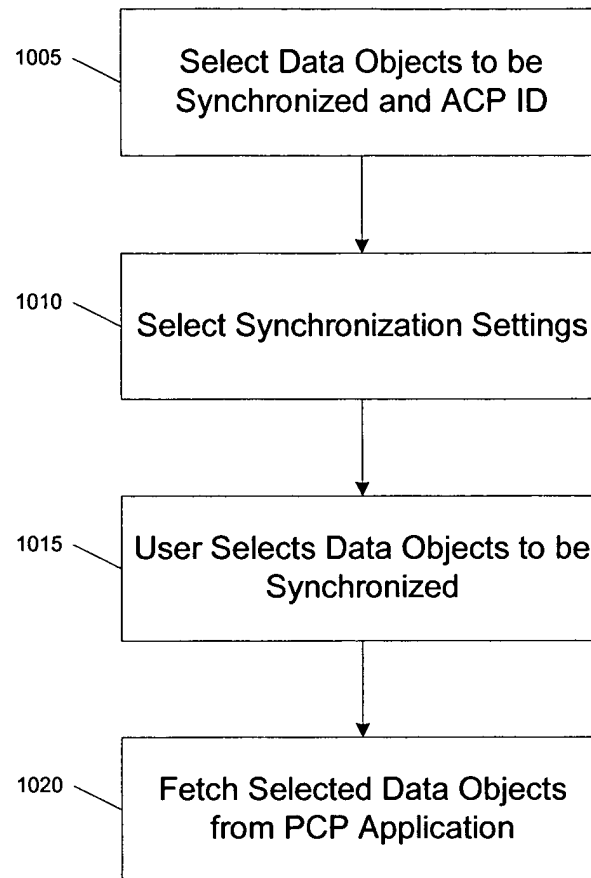 1005
Select Data Objects to be
Synchronized and ACP ID
1010
Select Synchronization Settings
1015
User Selects Data Objects to be
Synchronized
1020
Fetch Selected Data Objects
from PCP Application